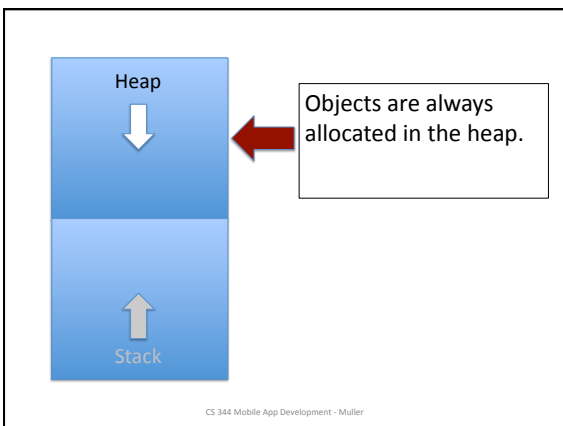 Heap
Objects are always
allocated in the heap.
Stack
CS 344 Mobile App Development - Muller